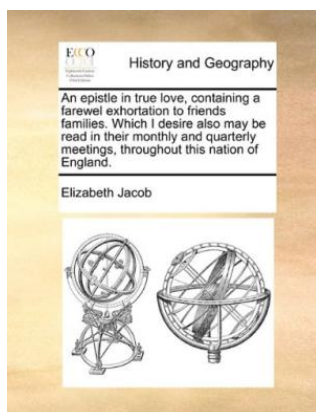 ECCO
History and Geography
An epistle in true love, containing a
farewel exhortation to friends
families. Which I desire also may be
read in their monthly and quarterly
meetings, throughout this nation of
England.
Elizabeth Jacob